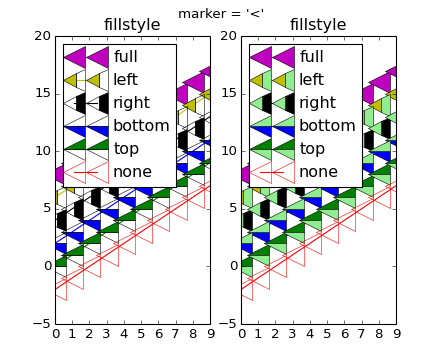 marker = '<'
fillstyle fillstyle
20 20
full full
left left
15 15
right right
bottom bottom
10 10
top top
none none
5 5
0 0
−5 −5
0 1 2 3 4 5 6 7 8 9 0 1 2 3 4 5 6 7 8 9